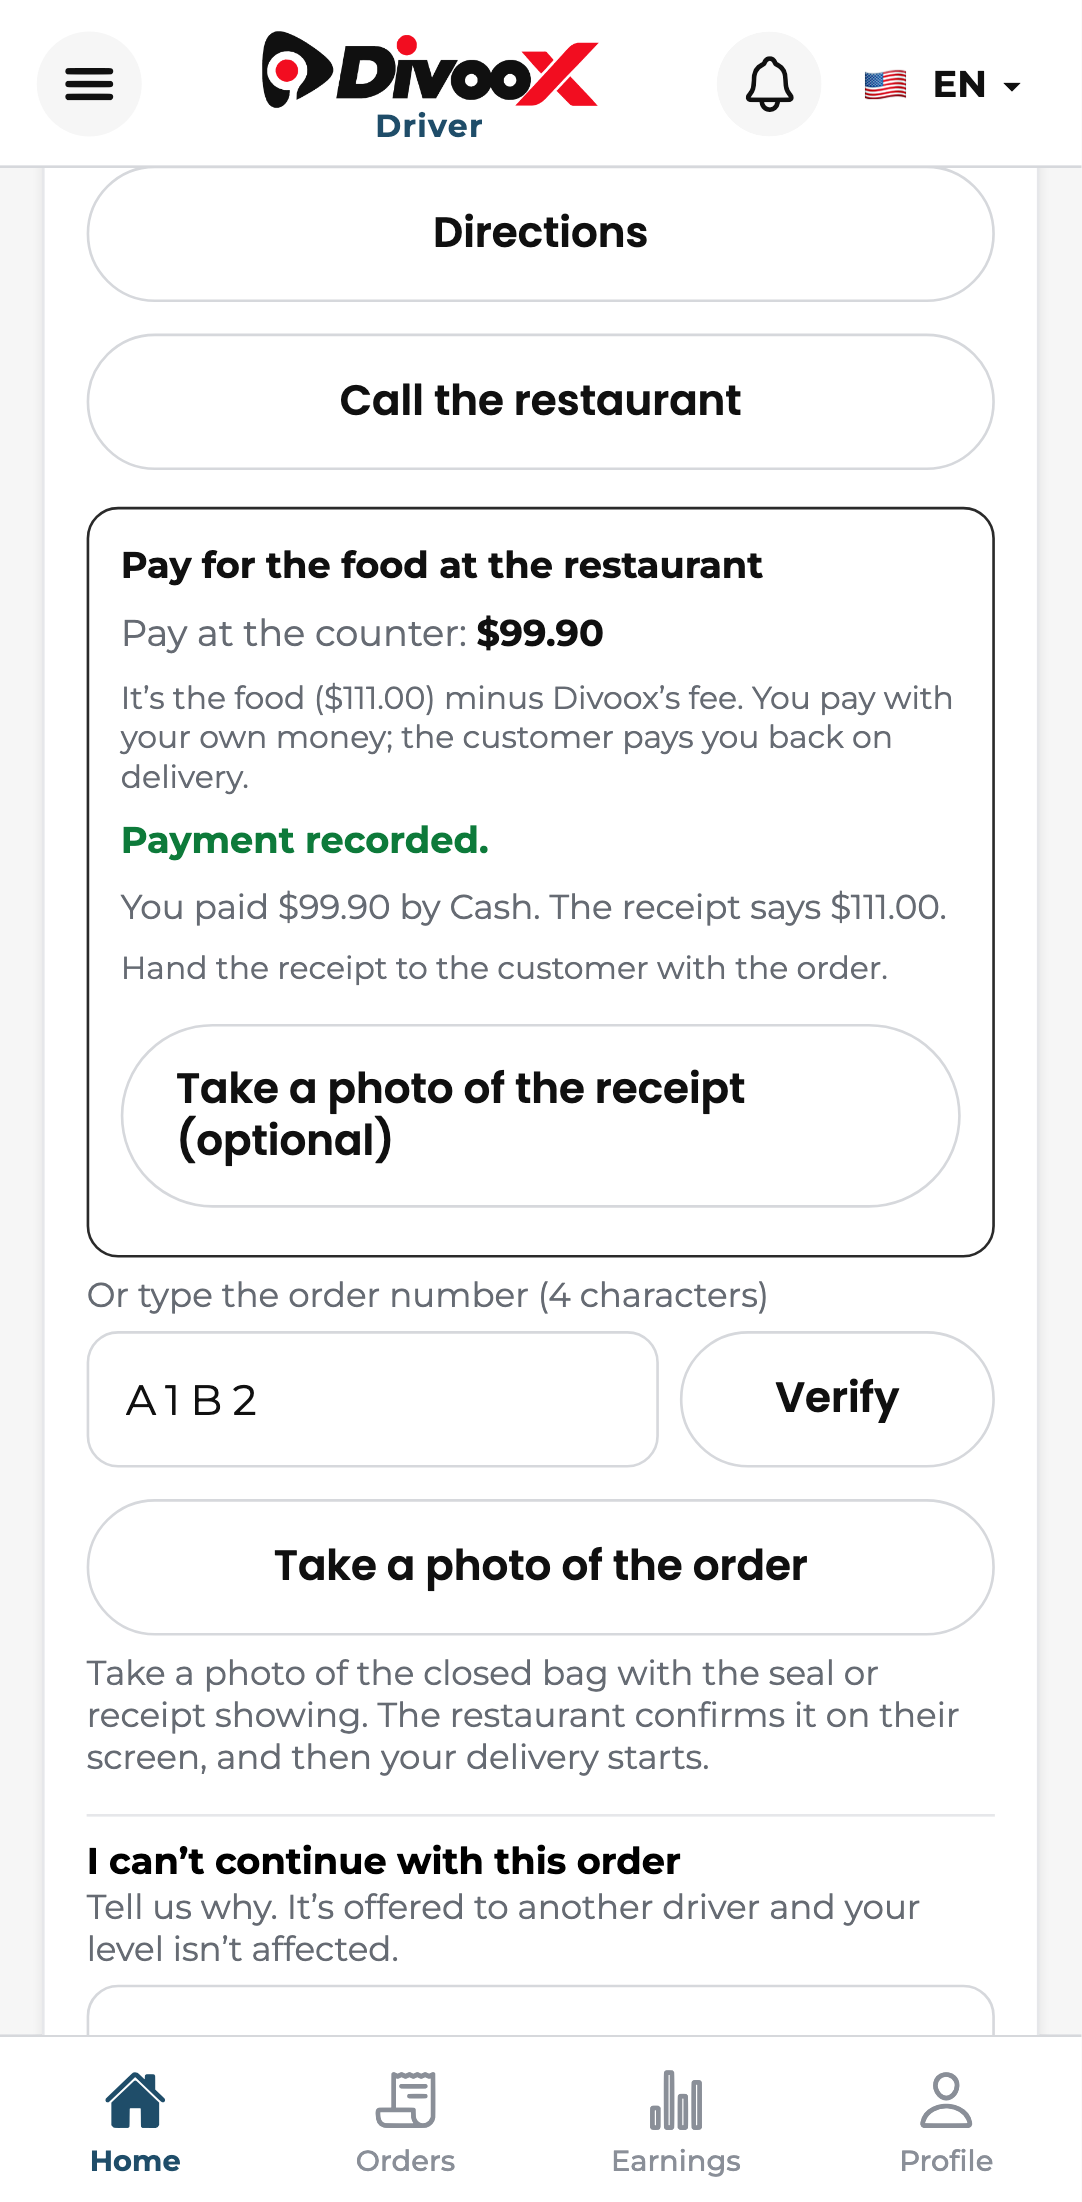 DivooX
Driver
EN
Directions
Call the restaurant
Pay for the food at the restaurant
Pay at the counter: $99.90
It’s the food ($111.00) minus Divoox’s fee. You pay with
your own money; the customer pays you back on
delivery.
Payment recorded.
You paid $99.90 by Cash. The receipt says $111.00.
Hand the receipt to the customer with the order.
Take a photo of the receipt
(optional)
Or type the order number (4 characters)
A1B2
Verify
Take a photo of the order
Take a photo of the closed bag with the seal or
receipt showing. The restaurant confirms it on their
screen, and then your delivery starts.
I can’t continue with this order
Tell us why. It’s offered to another driver and your
level isn’t affected.
Home
Orders
Earnings
Profile